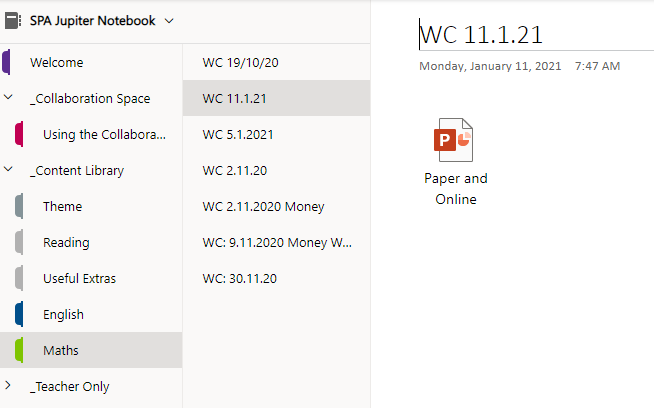 SPA Jupiter Notebook
Welcome
_Collaboration Space
Using the Collabora...
_Content Library
Theme
Reading
Useful Extras
English
Maths
_Teacher Only
WC 19/10/20
WC 11.1.21
WC 5.1.2021
WC 2.11.20
WC 2.11.2020 Money
WC: 9.11.2020 Money W...
WC: 30.11.20
WC 11.1.21
Monday, January 11, 2021 7:47 AM
P
Paper and
Online